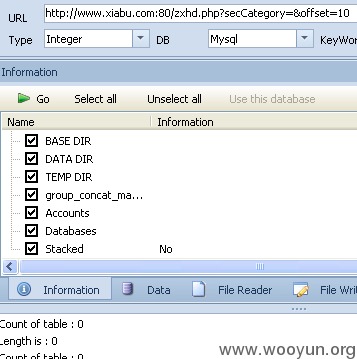 URL http://www.xiabu.com:80/zxhd.php?secCategory=&offset=10
Type Integer DB Mysql KeyWor
Information
Go Select all Unselect all Use this database
Name Information
BASE DIR
DATA DIR
TEMP DIR
group_concat_ma...
Accounts
Databases
Stacked No
Information Data File Reader File Wri
Count of table : 0
Length is : 0
Count of table : 0
www.wooyun.org